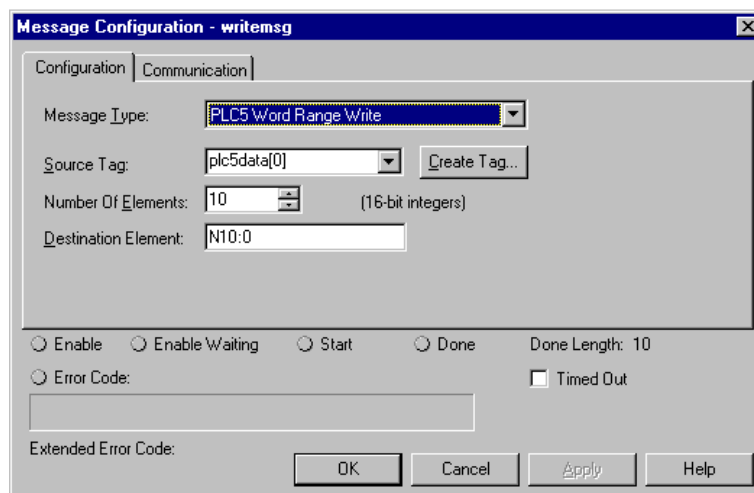 Message Configuration - writemsg
Configuration Communication
Message Type: PLC5 Word Range Write
Source Tag: plc5data[0] Create Tag...
Number Of Elements: 10 (16-bit integers)
Destination Element: N10:0
Enable Enable Waiting Start Done Done Length: 10
Error Code: Timed Out
Extended Error Code:
OK Cancel Apply Help